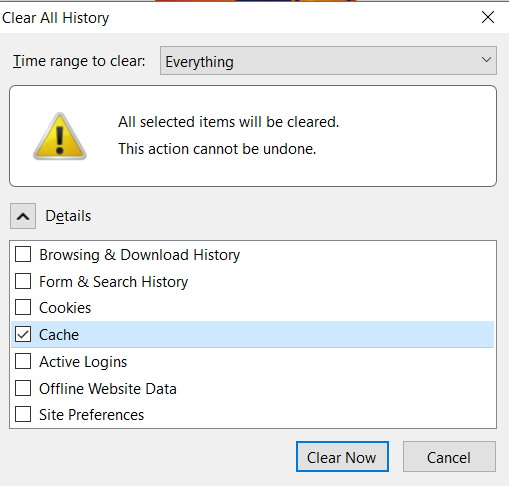 Clear All History
Time range to clear: Everything
All selected items will be cleared.
This action cannot be undone.
Details
Browsing & Download History
Form & Search History
Cookies
Cache
Active Logins
Offline Website Data
Site Preferences
Clear Now Cancel